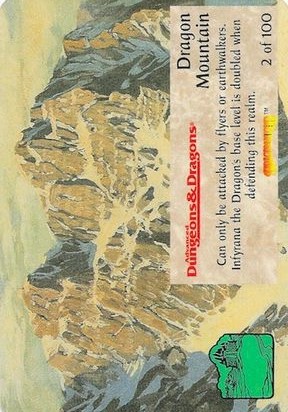 Dragon
Mountain
Advanced
Dungeons & Dragons®
Can only be attacked by flyers or earthwalkers.
Infyrana the Dragon's base level is doubled when
defending this realm.
2 of 100